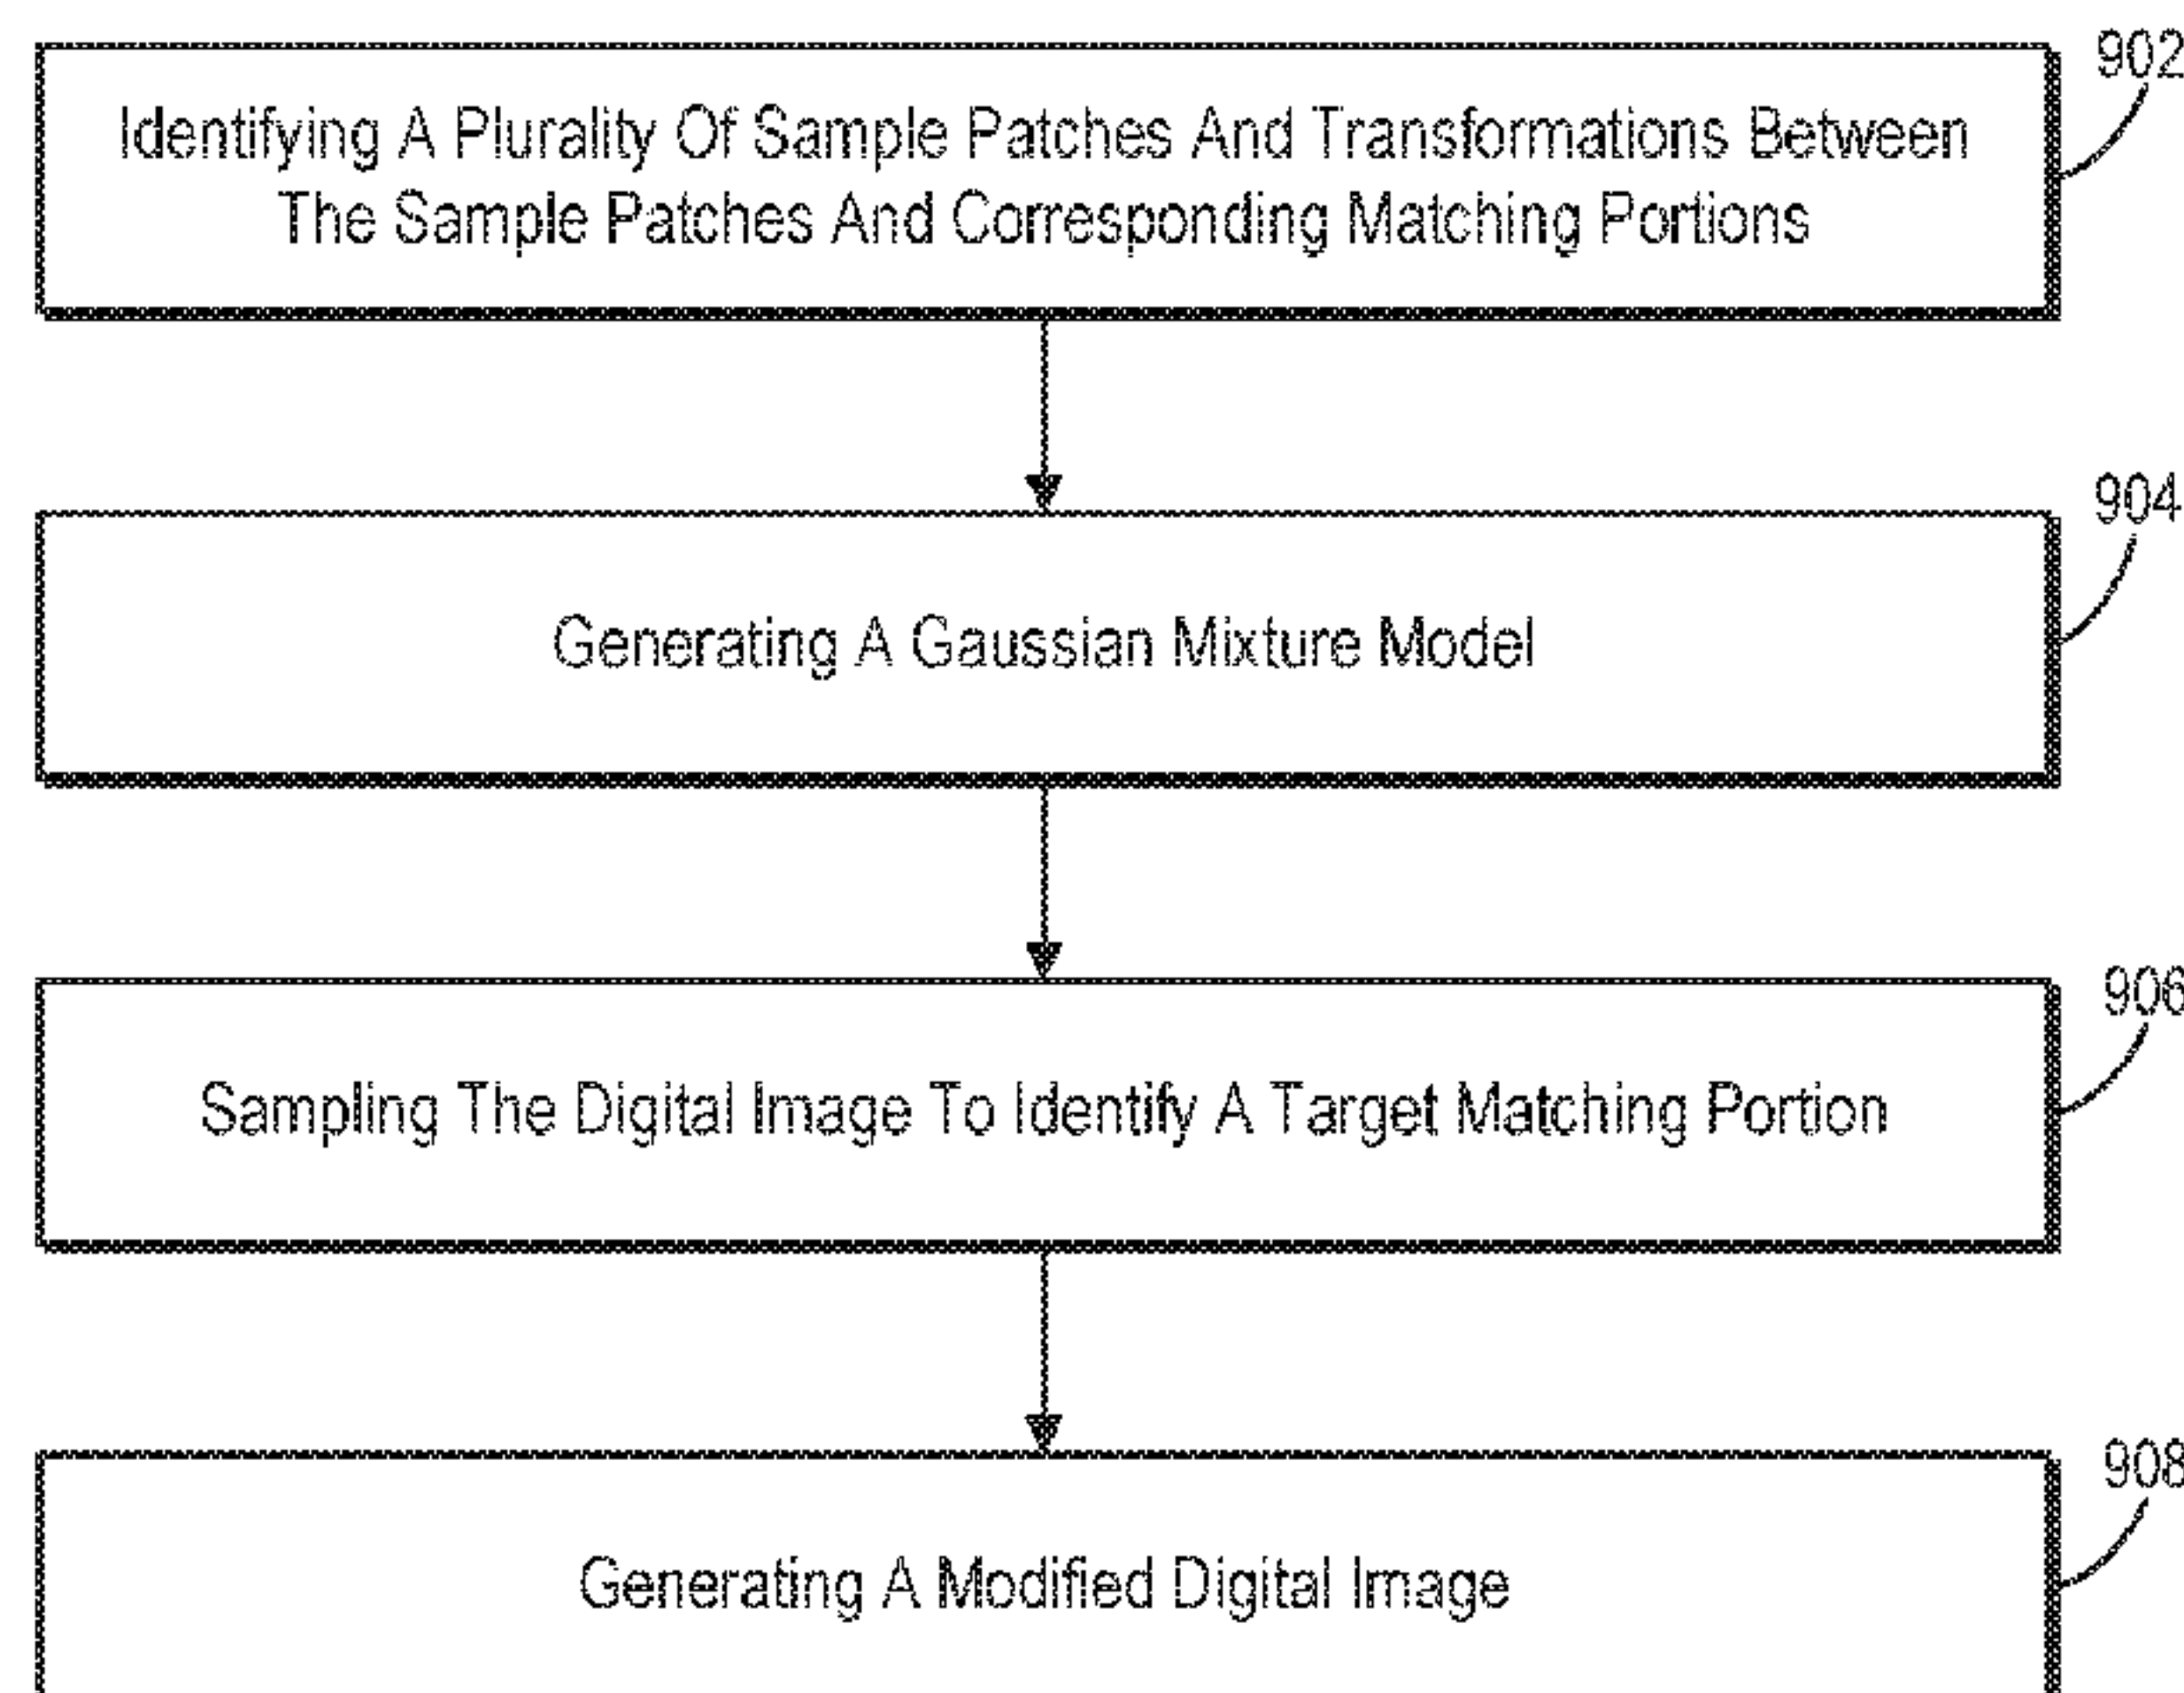 902
Identifying A Plurality Of Sample Patches And Transformations Between
The Sample Patches And Corresponding Matching Portions
904
Generating A Gaussian Mixture Model
906
Sampling The Digital Image To Identify A Target Matching Portion
908
Generating A Modified Digital Image